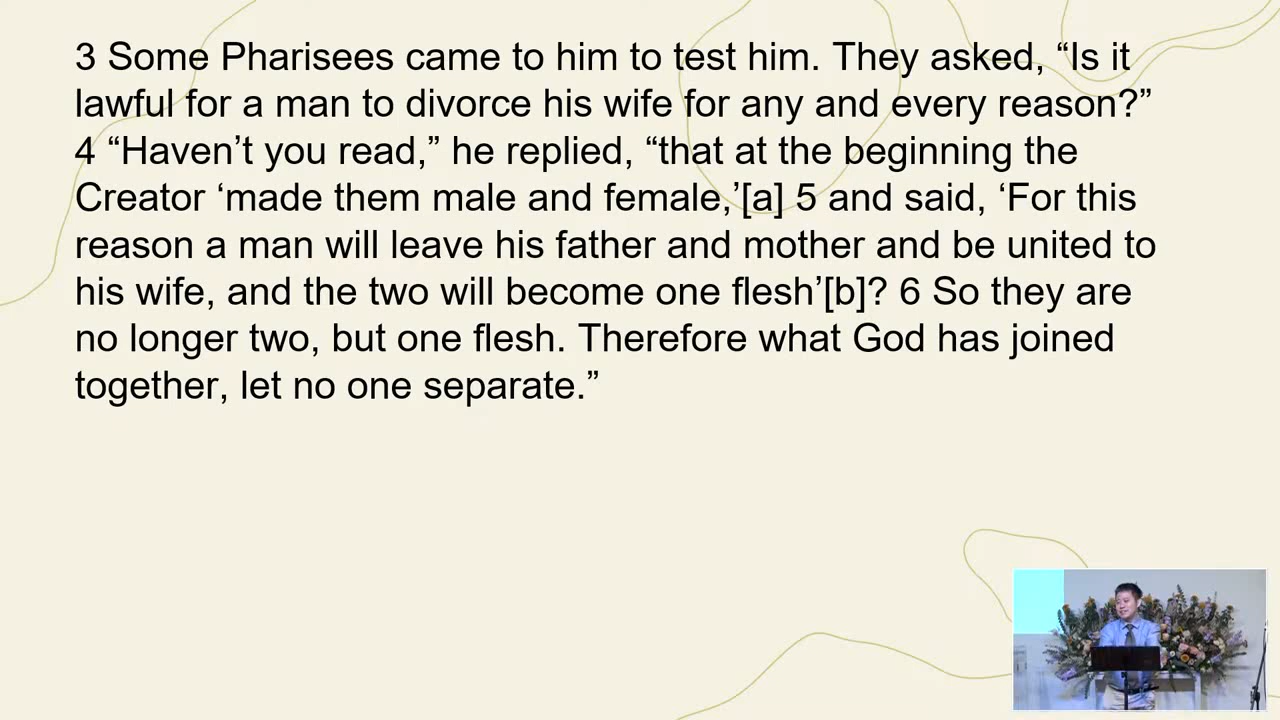 3 Some Pharisees came to him to test him. They asked, “Is it
lawful for a man to divorce his wife for any and every reason?”
4 “Haven’t you read,” he replied, “that at the beginning the
Creator ‘made them male and female,’[a] 5 and said, ‘For this
reason a man will leave his father and mother and be united to
his wife, and the two will become one flesh’[b]? 6 So they are
no longer two, but one flesh. Therefore what God has joined
together, let no one separate.”